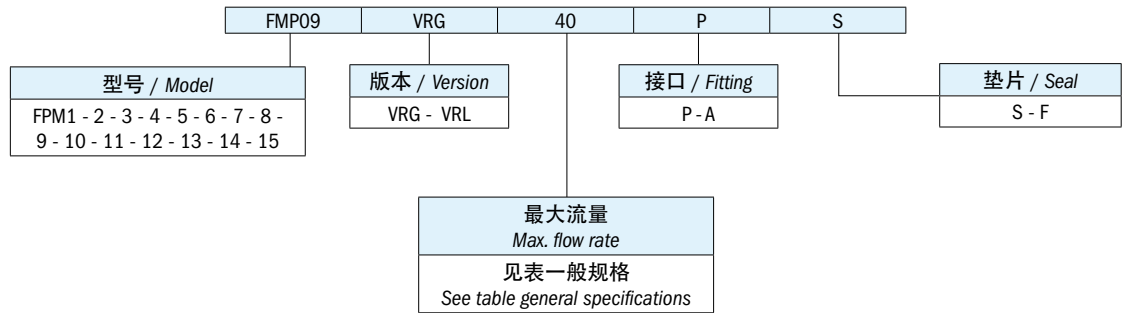 FMP09 VRG 40 P S
型号 / Model
FPM1 - 2 - 3 - 4 - 5 - 6 - 7 - 8 -
9 - 10 - 11 - 12 - 13 - 14 - 15
版本 / Version
VRG - VRL
接口 / Fitting
P - A
垫片 / Seal
S - F
最大流量
Max. flow rate
见表一般规格
See table general specifications